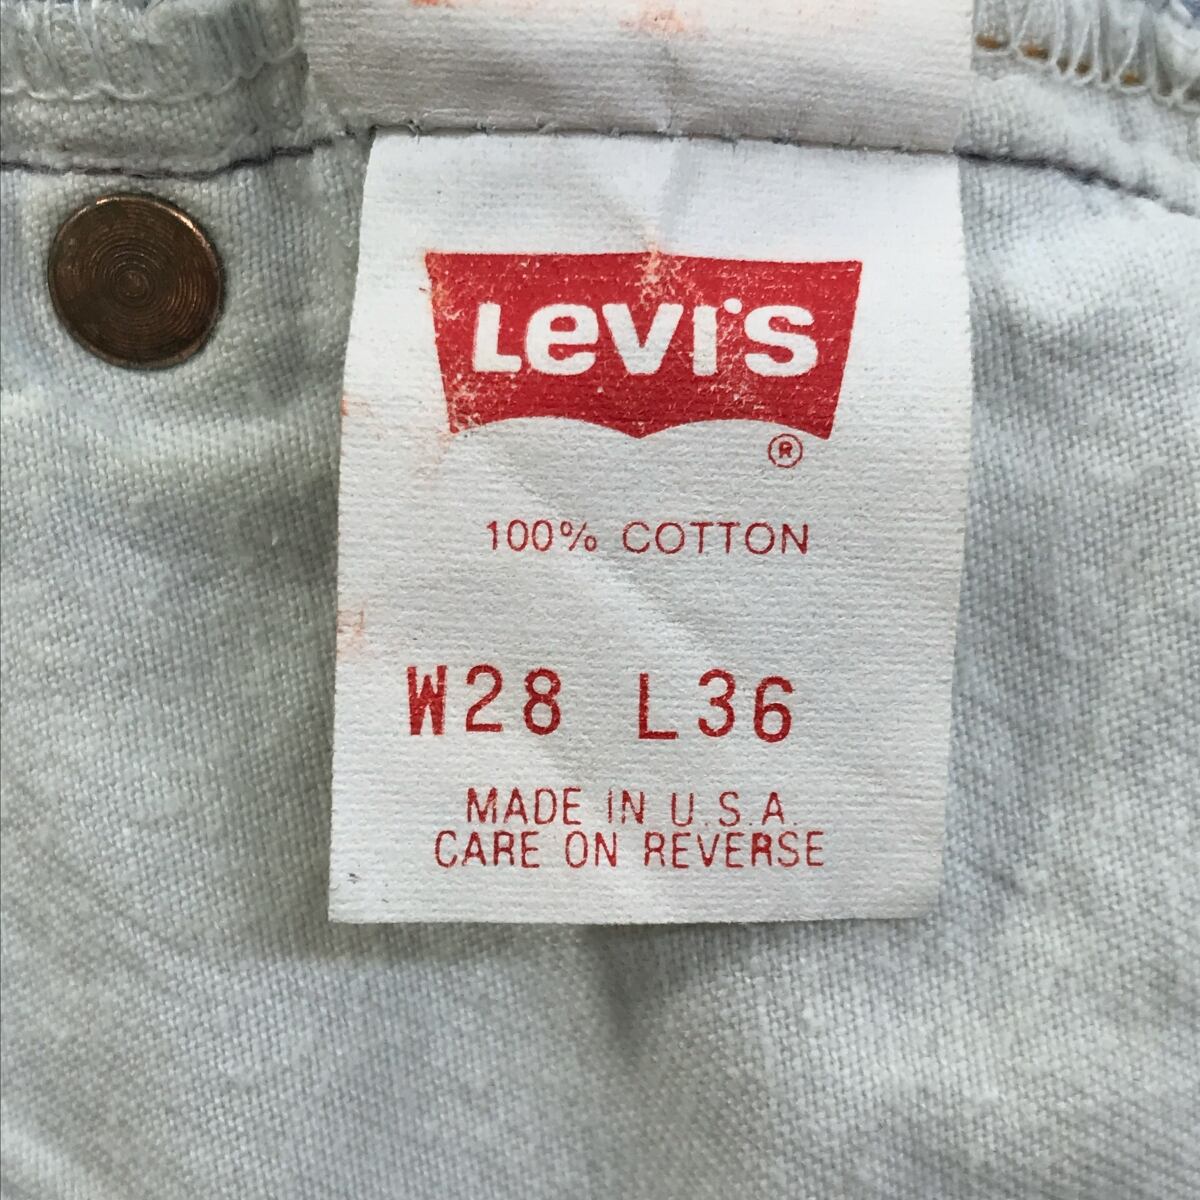 Levi's
®
100% COTTON
W28 L36
MADE IN U.S.A.
CARE ON REVERSE